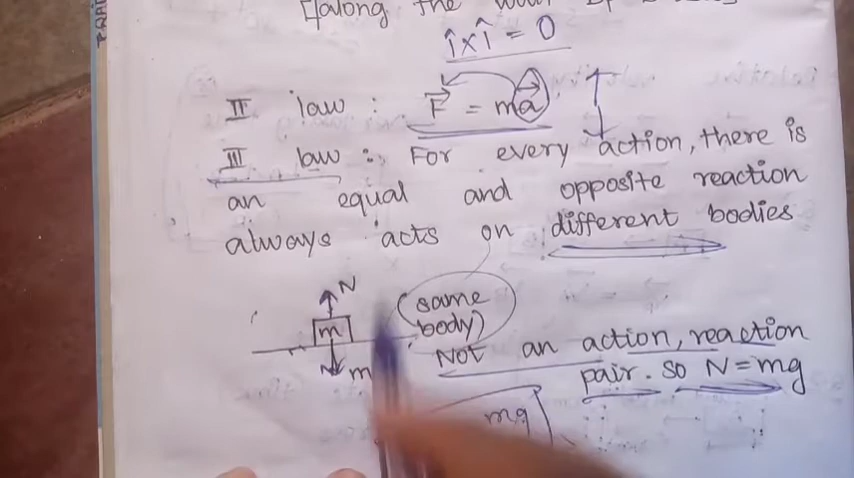 along the
î x î = 0
II law : F⃗ = ma⃗
III law : For every action, there is
an equal and opposite reaction
always acts on different bodies
N
(same
body)
m
m
Not an action, reaction
pair. so N = mg
mg